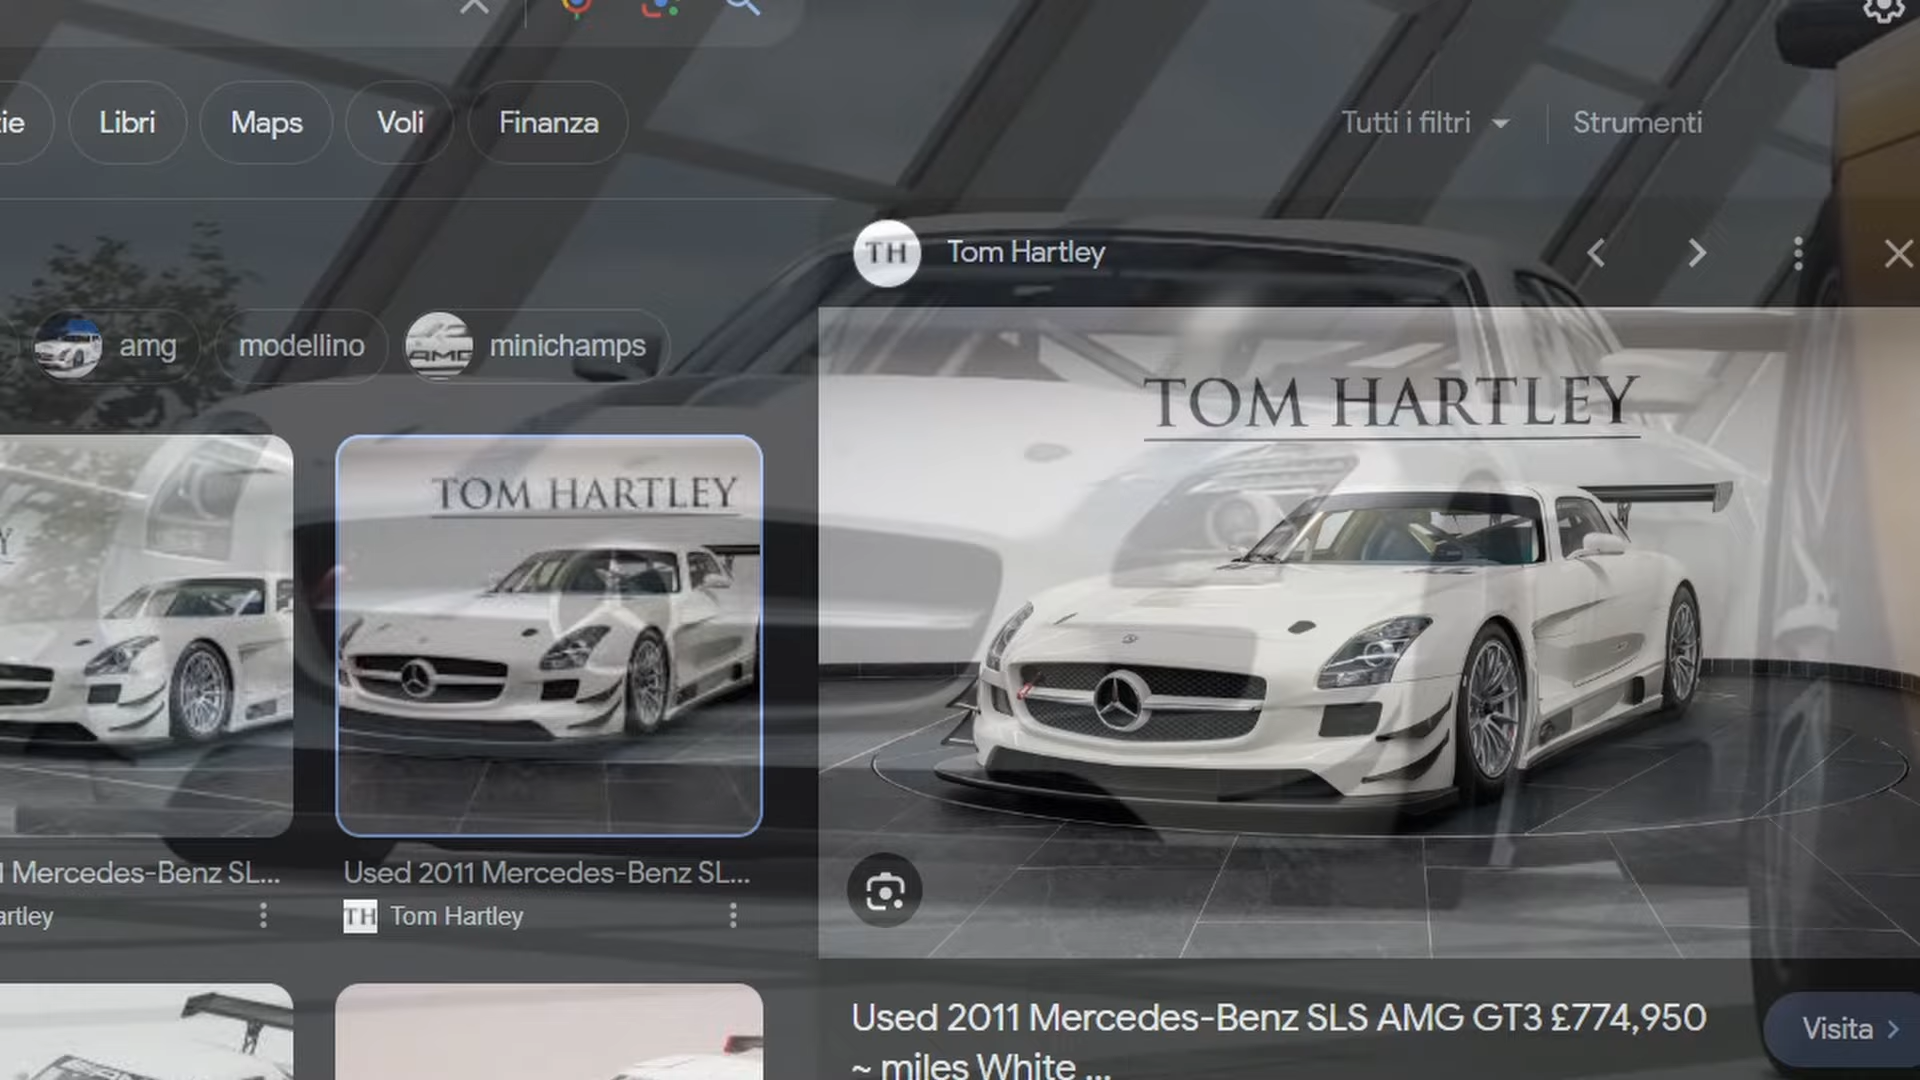 Libri
Maps
Voli
Finanza
Tutti i filtri
Strumenti
TH
Tom Hartley
amg
modellino
AMG
minichamps
TOM HARTLEY
TOM HARTLEY
Mercedes-Benz SL...
Used 2011 Mercedes-Benz SL...
TH
Tom Hartley
Used 2011 Mercedes-Benz SLS AMG GT3 £774,950
~ miles White ...
Visita